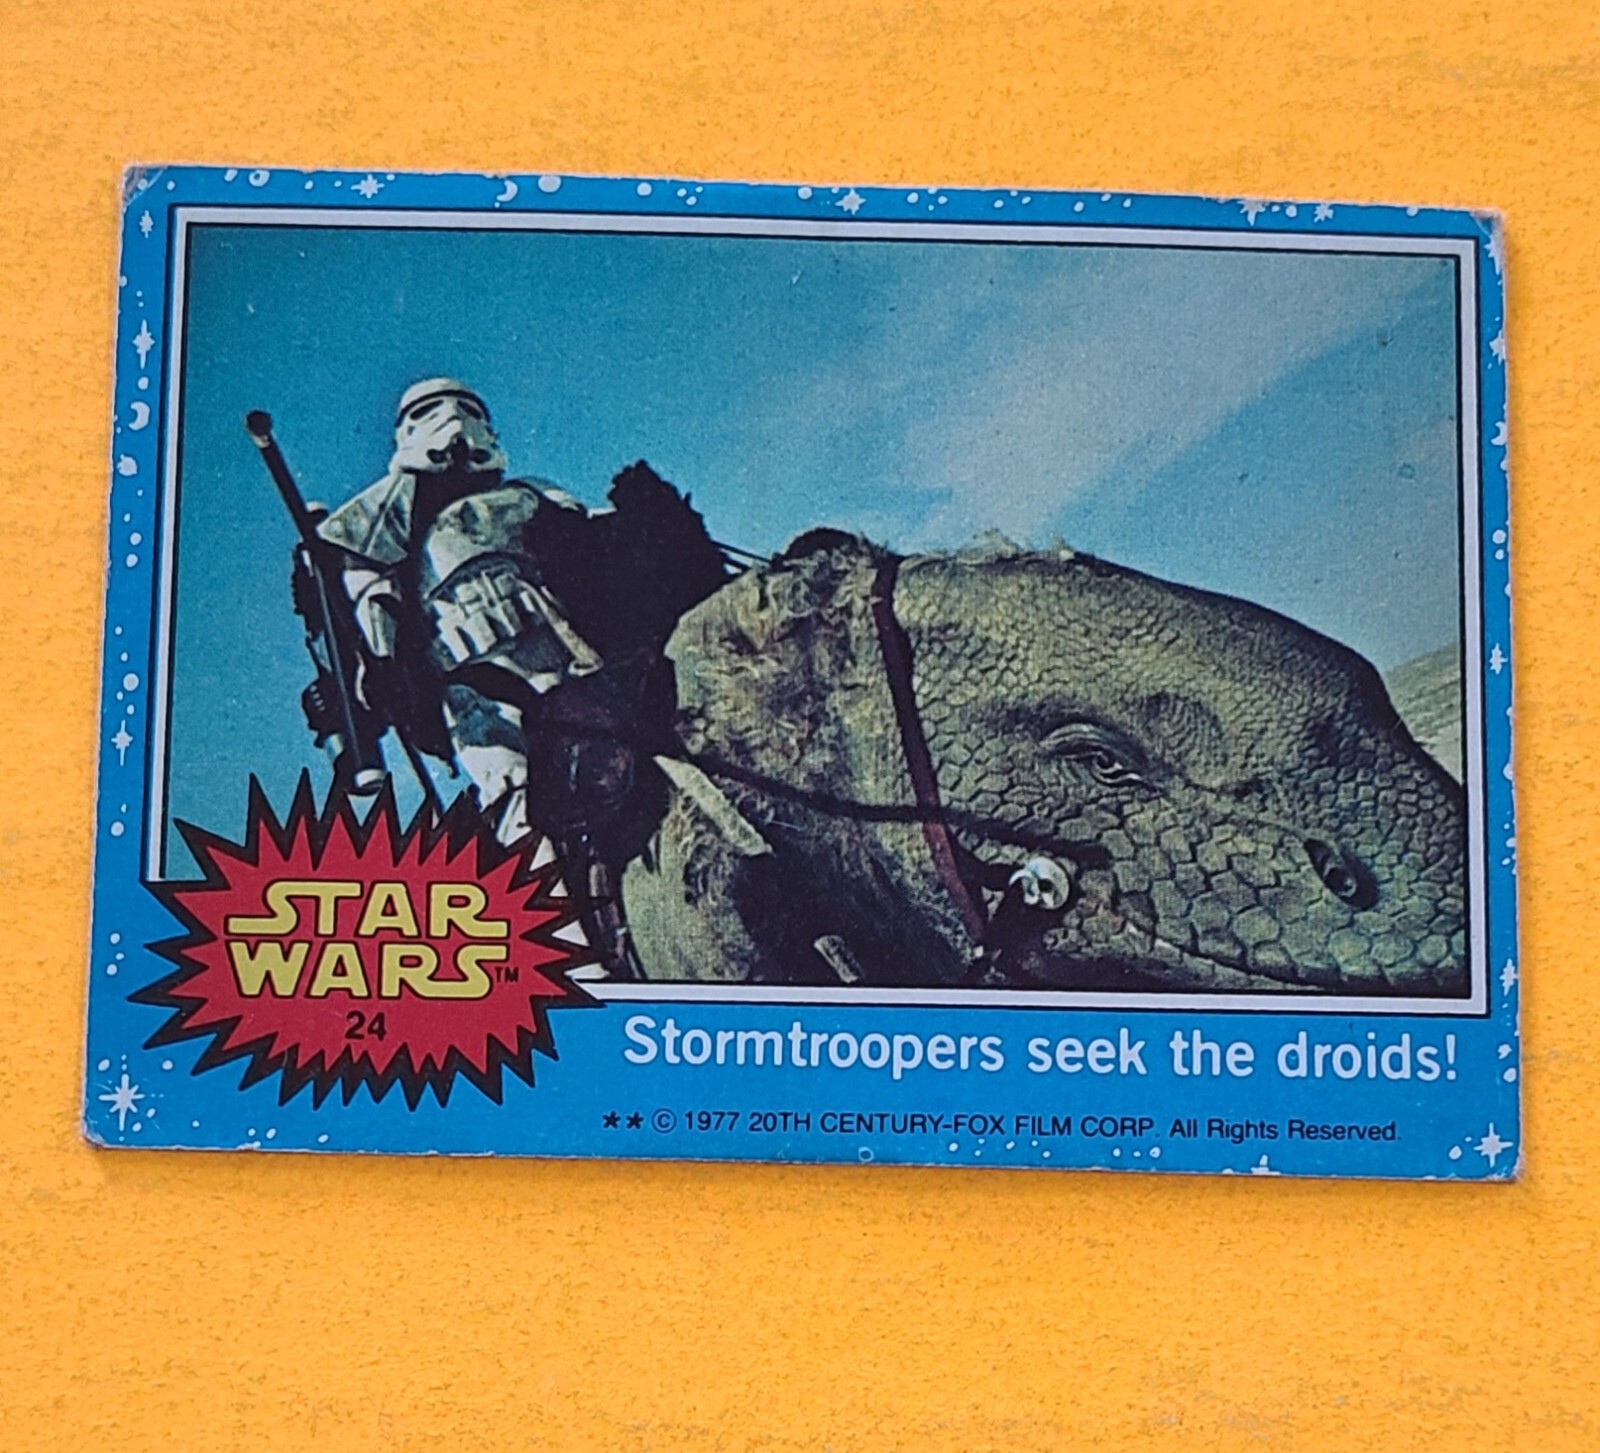 STAR
WARS™
24
Stormtroopers seek the droids!
★★ © 1977 20TH CENTURY-FOX FILM CORP. All Rights Reserved.